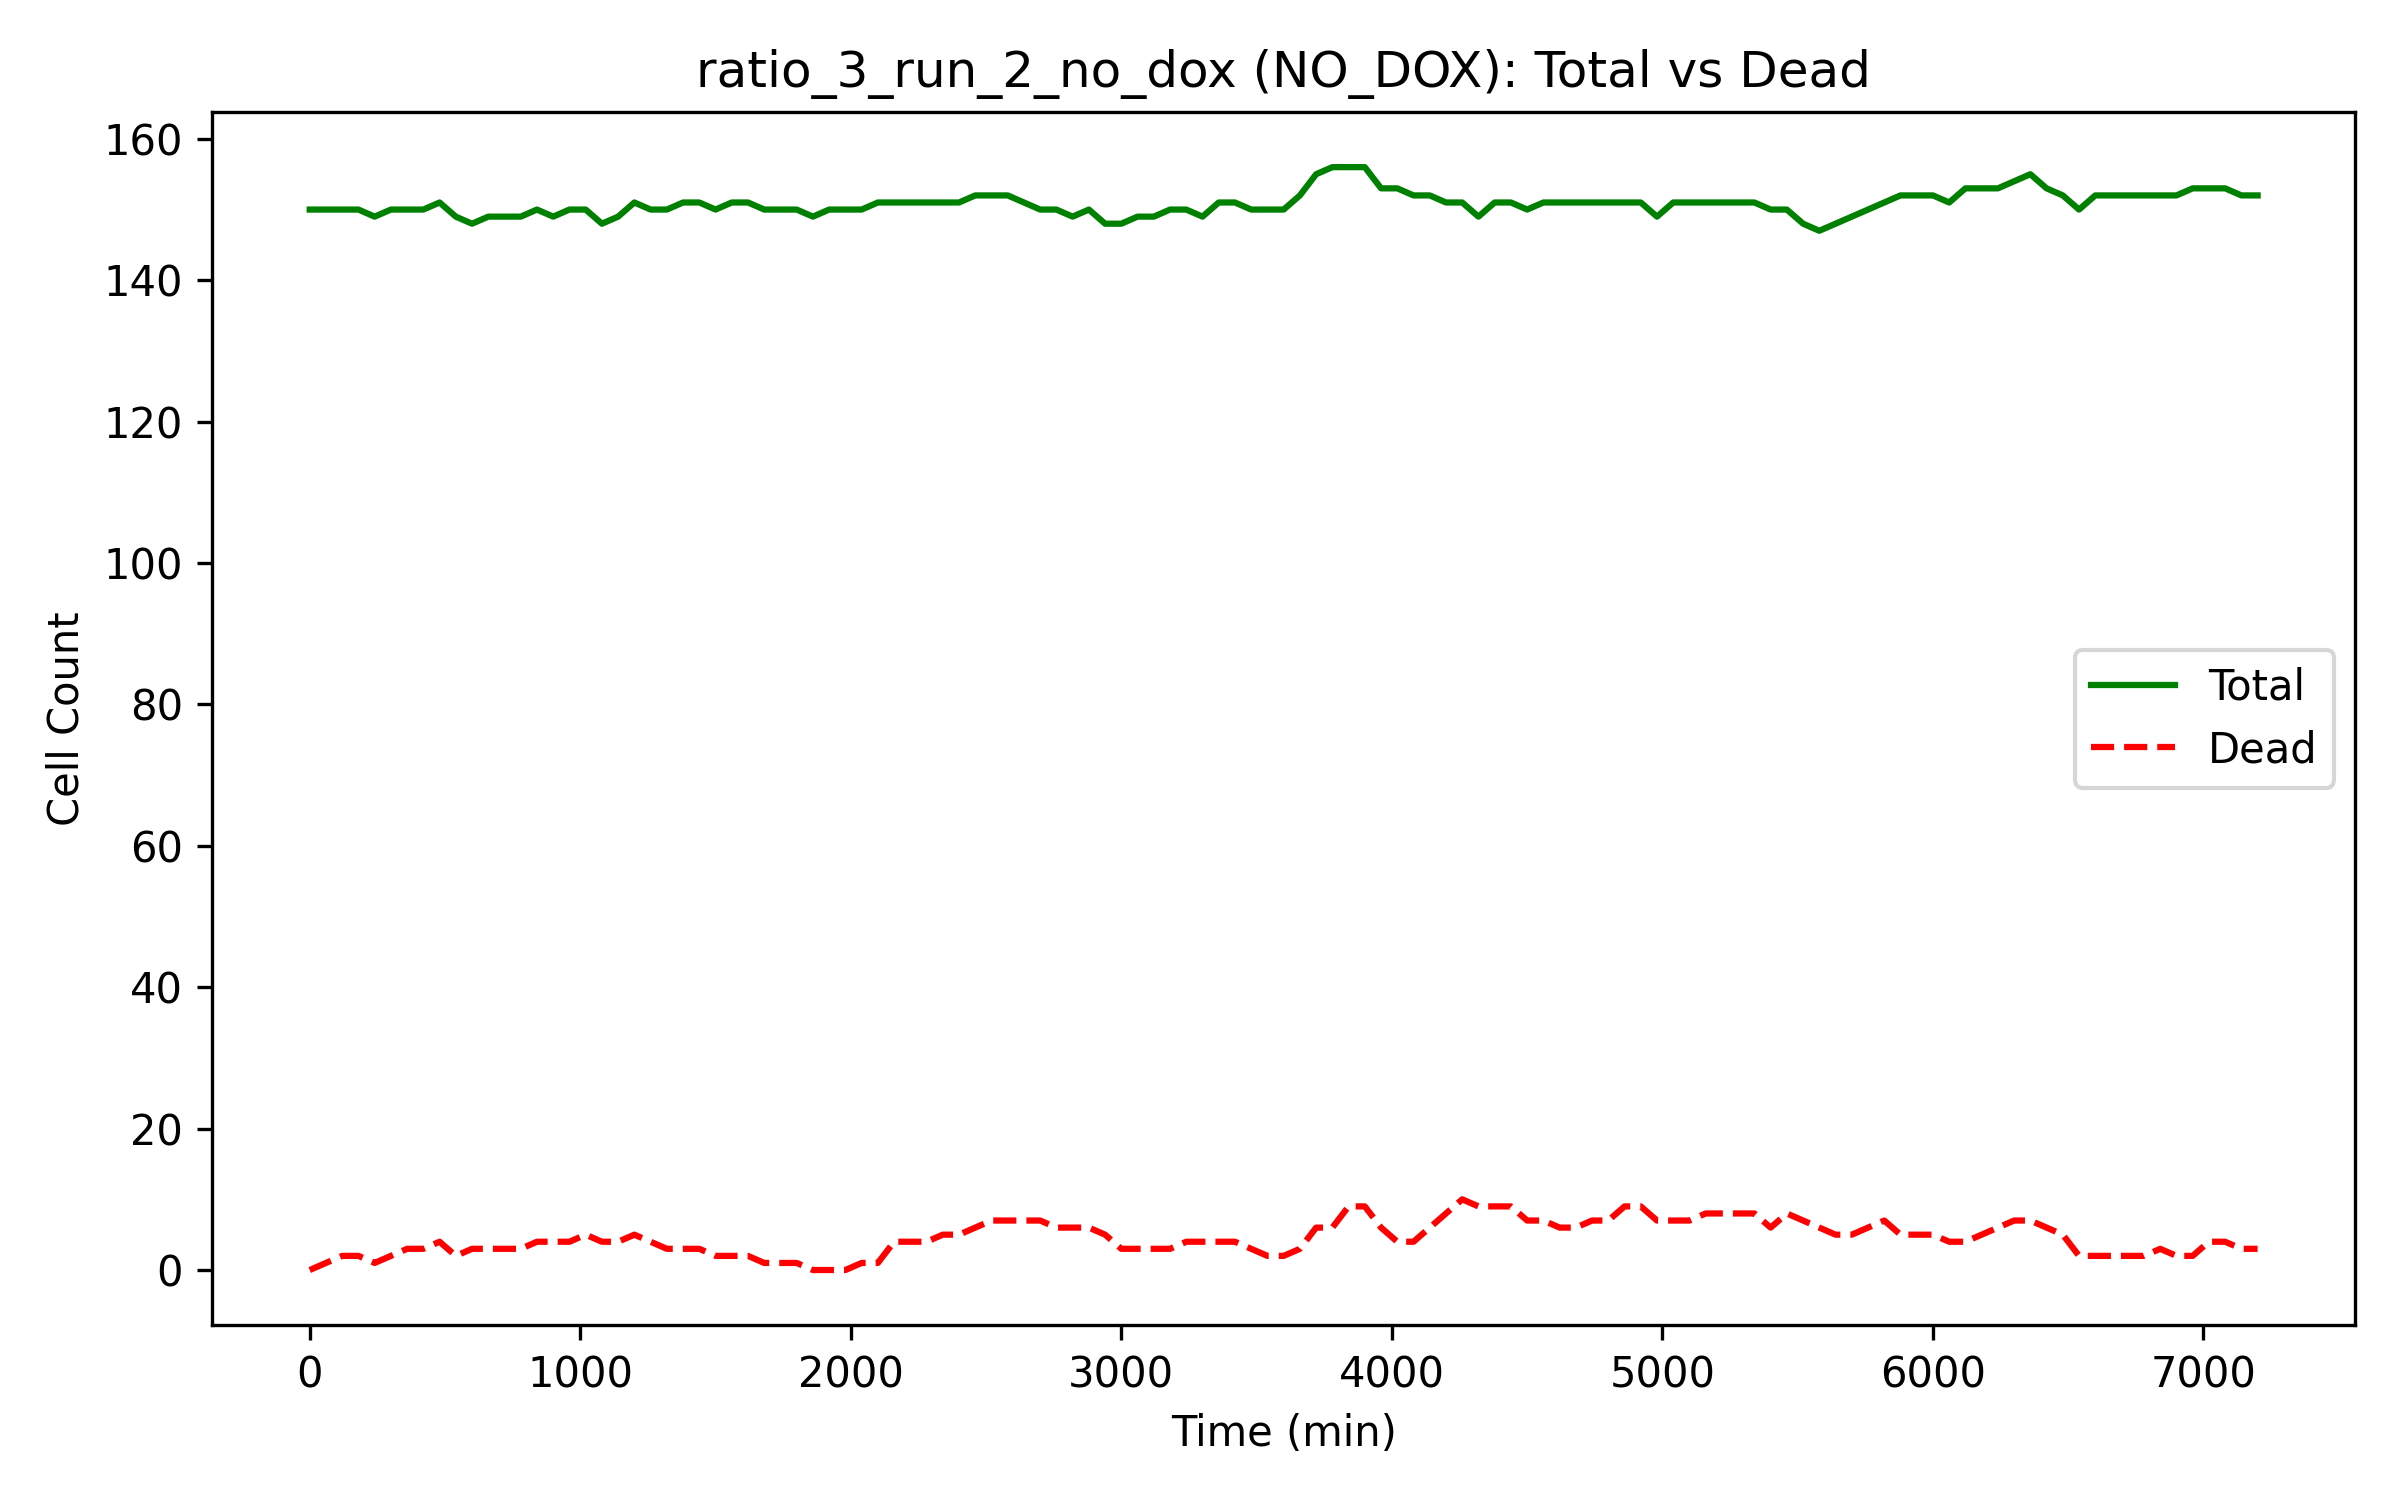 ratio_3_run_2_no_dox (NO_DOX): Total vs Dead
160
140
120
100
80
60
40
20
0
Cell Count
Total
Dead
0 1000 2000 3000 4000 5000 6000 7000
Time (min)